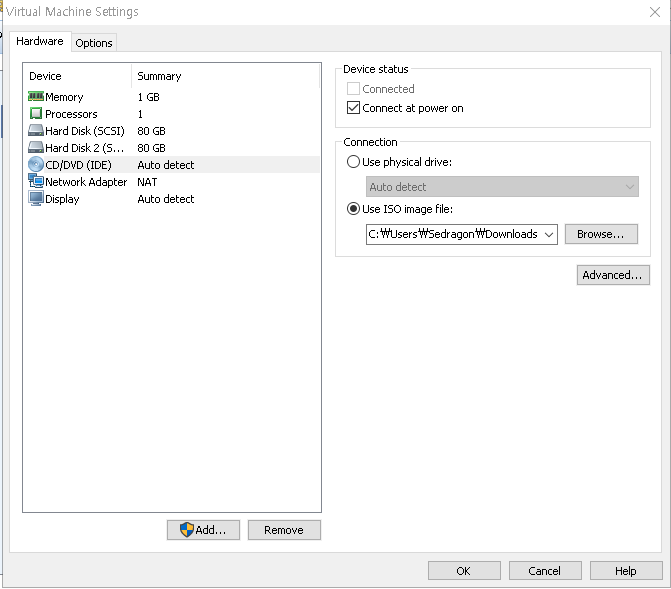 Virtual Machine Settings
Hardware
Options
Device Summary
Memory 1 GB
Processors 1
Hard Disk (SCSI) 80 GB
Hard Disk 2 (S... 80 GB
CD/DVD (IDE) Auto detect
Network Adapter NAT
Display Auto detect
Add...
Remove
Device status
Connected
Connect at power on
Connection
Use physical drive:
Auto detect
Use ISO image file:
C:₩Users₩Sedragon₩Downloads
Browse...
Advanced...
OK
Cancel
Help